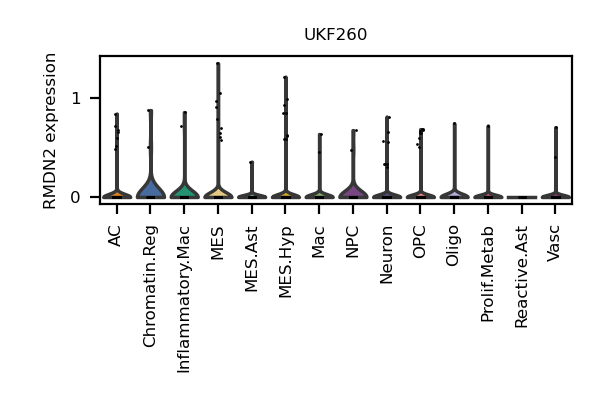 UKF260
RMDN2 expression
1
0
AC
Chromatin.Reg
Inflammatory.Mac
MES
MES.Ast
MES.Hyp
Mac
NPC
Neuron
OPC
Oligo
Prolif.Metab
Reactive.Ast
Vasc